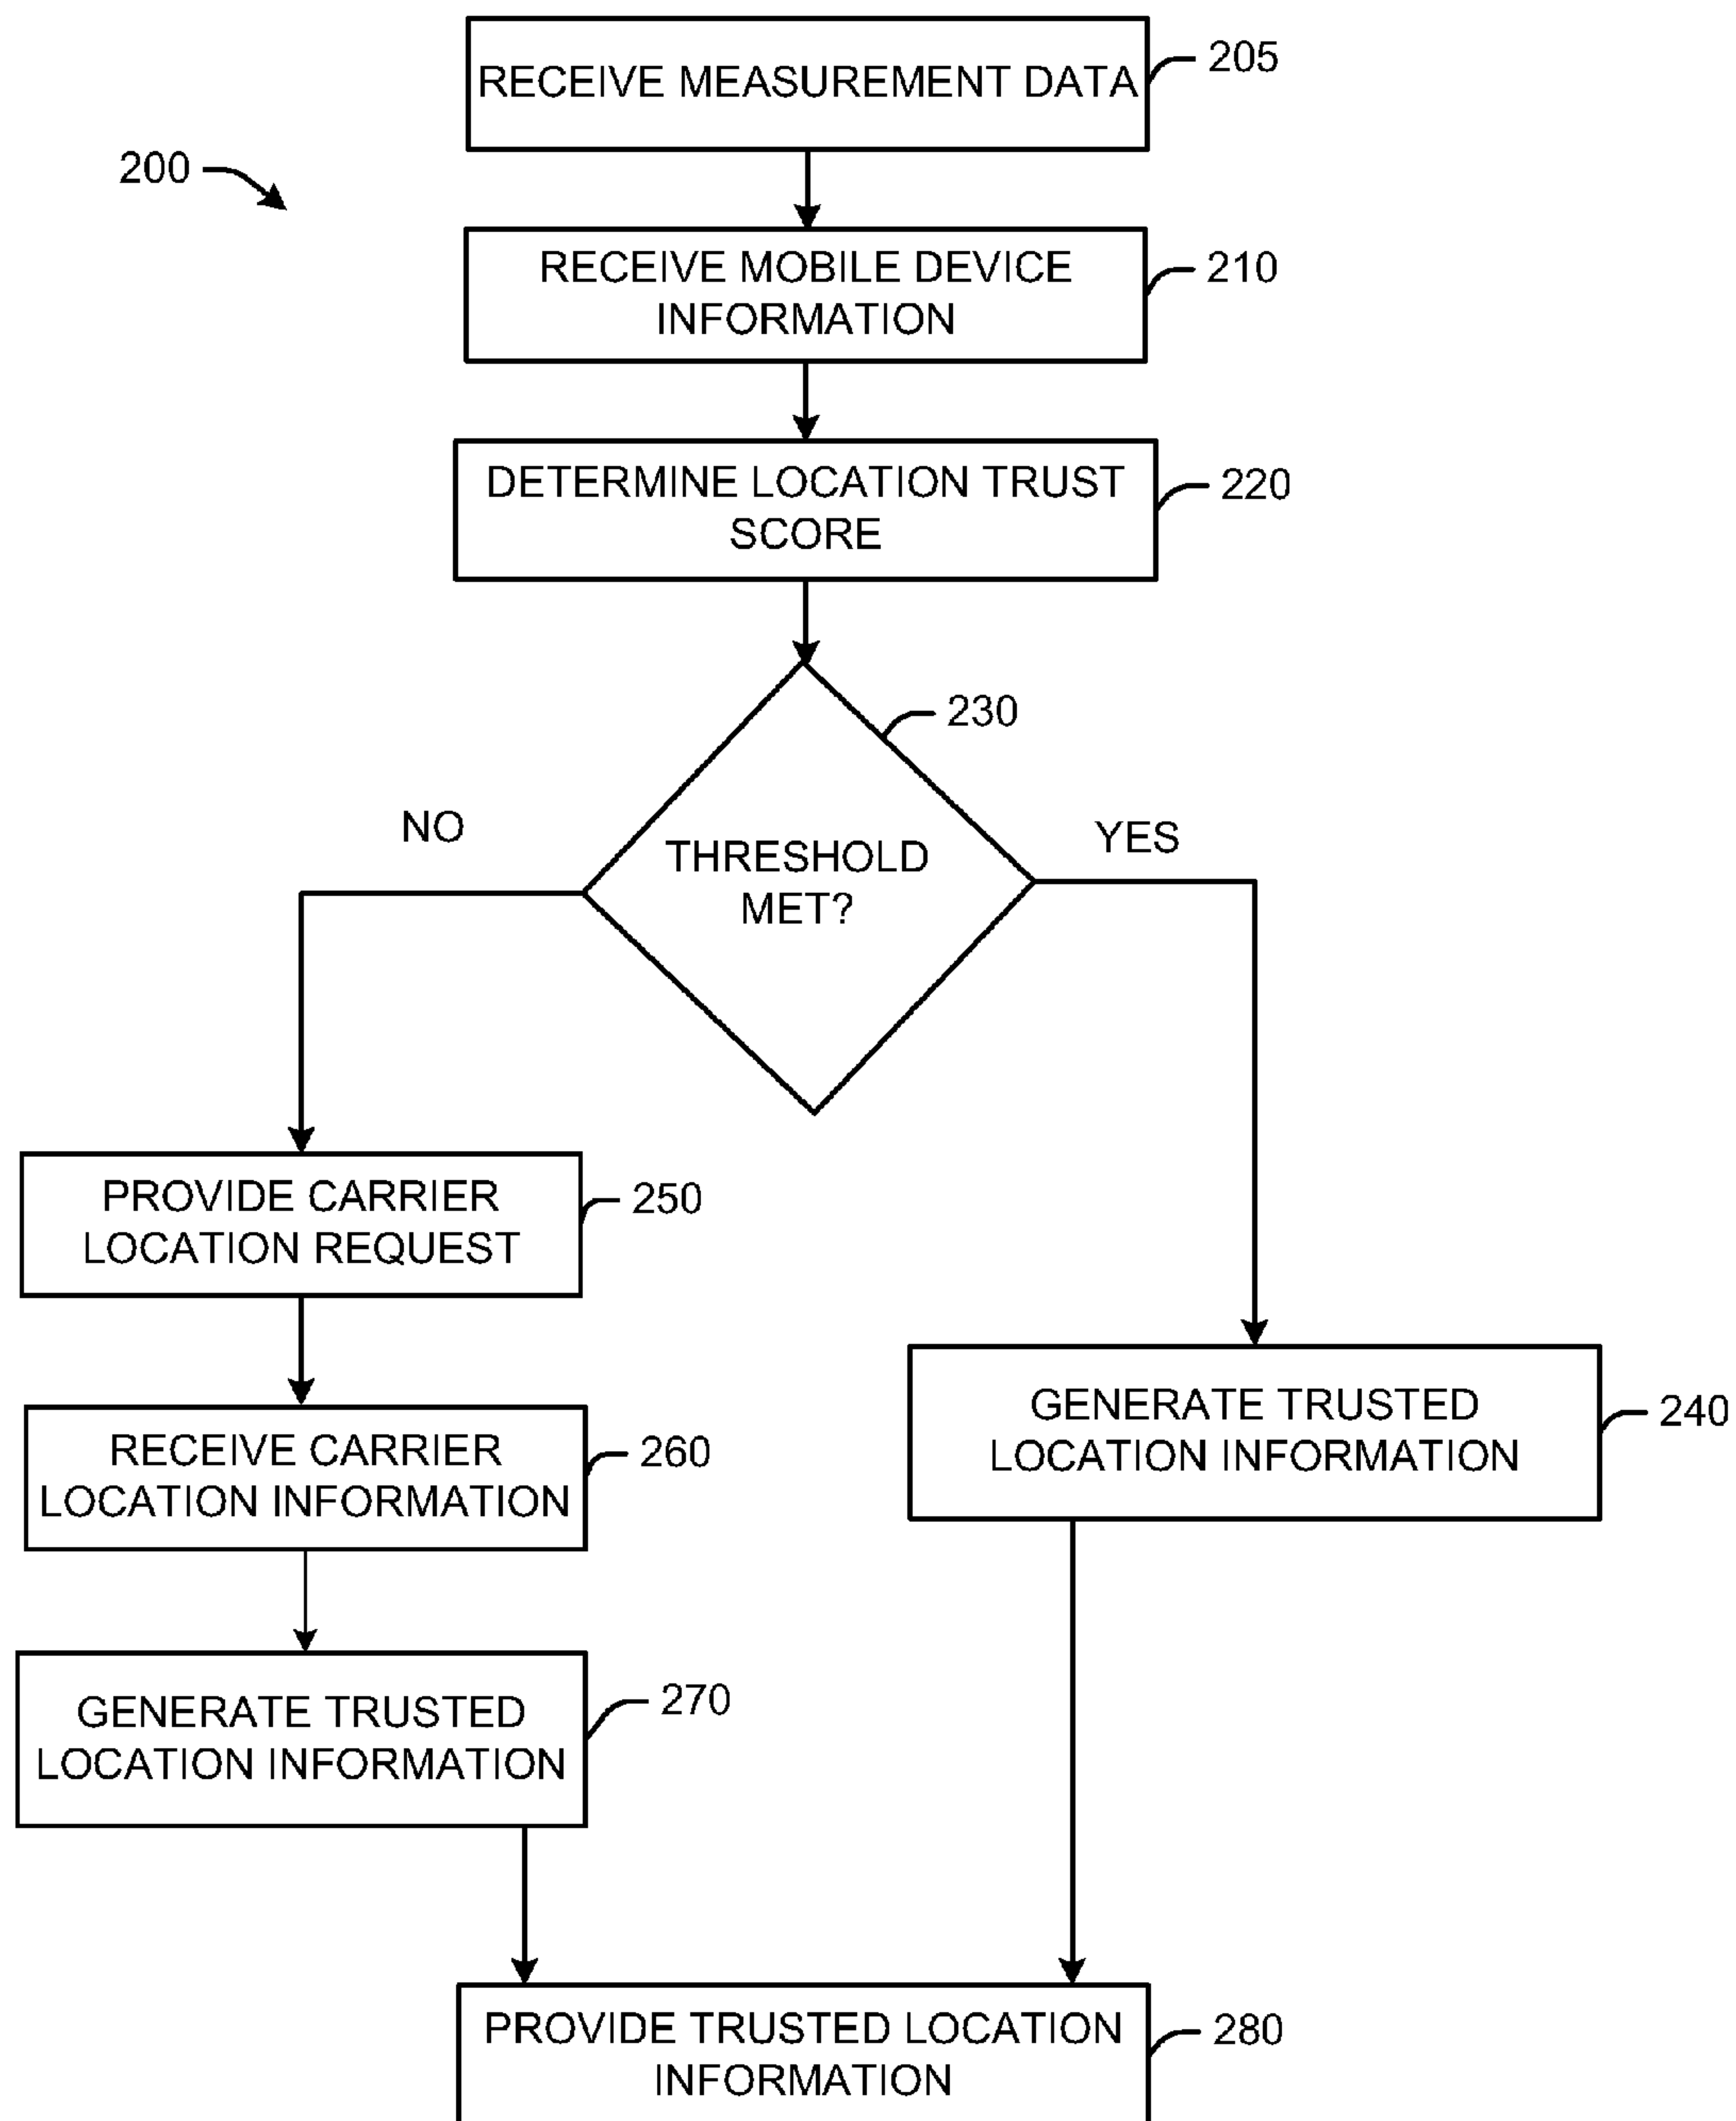 RECEIVE MEASUREMENT DATA
205
200
RECEIVE MOBILE DEVICE
INFORMATION
210
DETERMINE LOCATION TRUST
SCORE
220
230
NO
THRESHOLD
MET?
YES
PROVIDE CARRIER
LOCATION REQUEST
250
GENERATE TRUSTED
LOCATION INFORMATION
240
RECEIVE CARRIER
LOCATION INFORMATION
260
GENERATE TRUSTED
LOCATION INFORMATION
270
PROVIDE TRUSTED LOCATION
INFORMATION
280